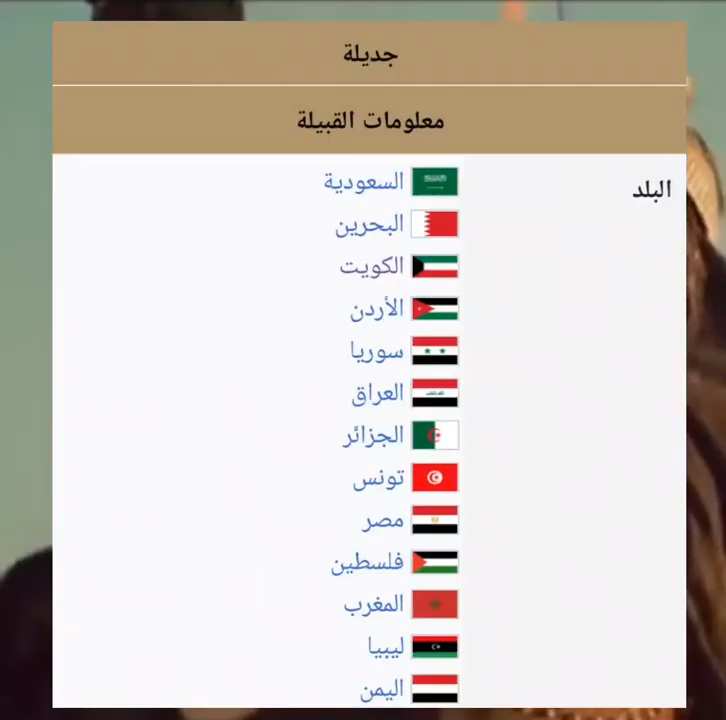 جديلة
معلومات القبيلة
البلد
السعودية
البحرين
الكويت
الأردن
سوريا
العراق
الجزائر
تونس
مصر
فلسطين
المغرب
ليبيا
اليمن